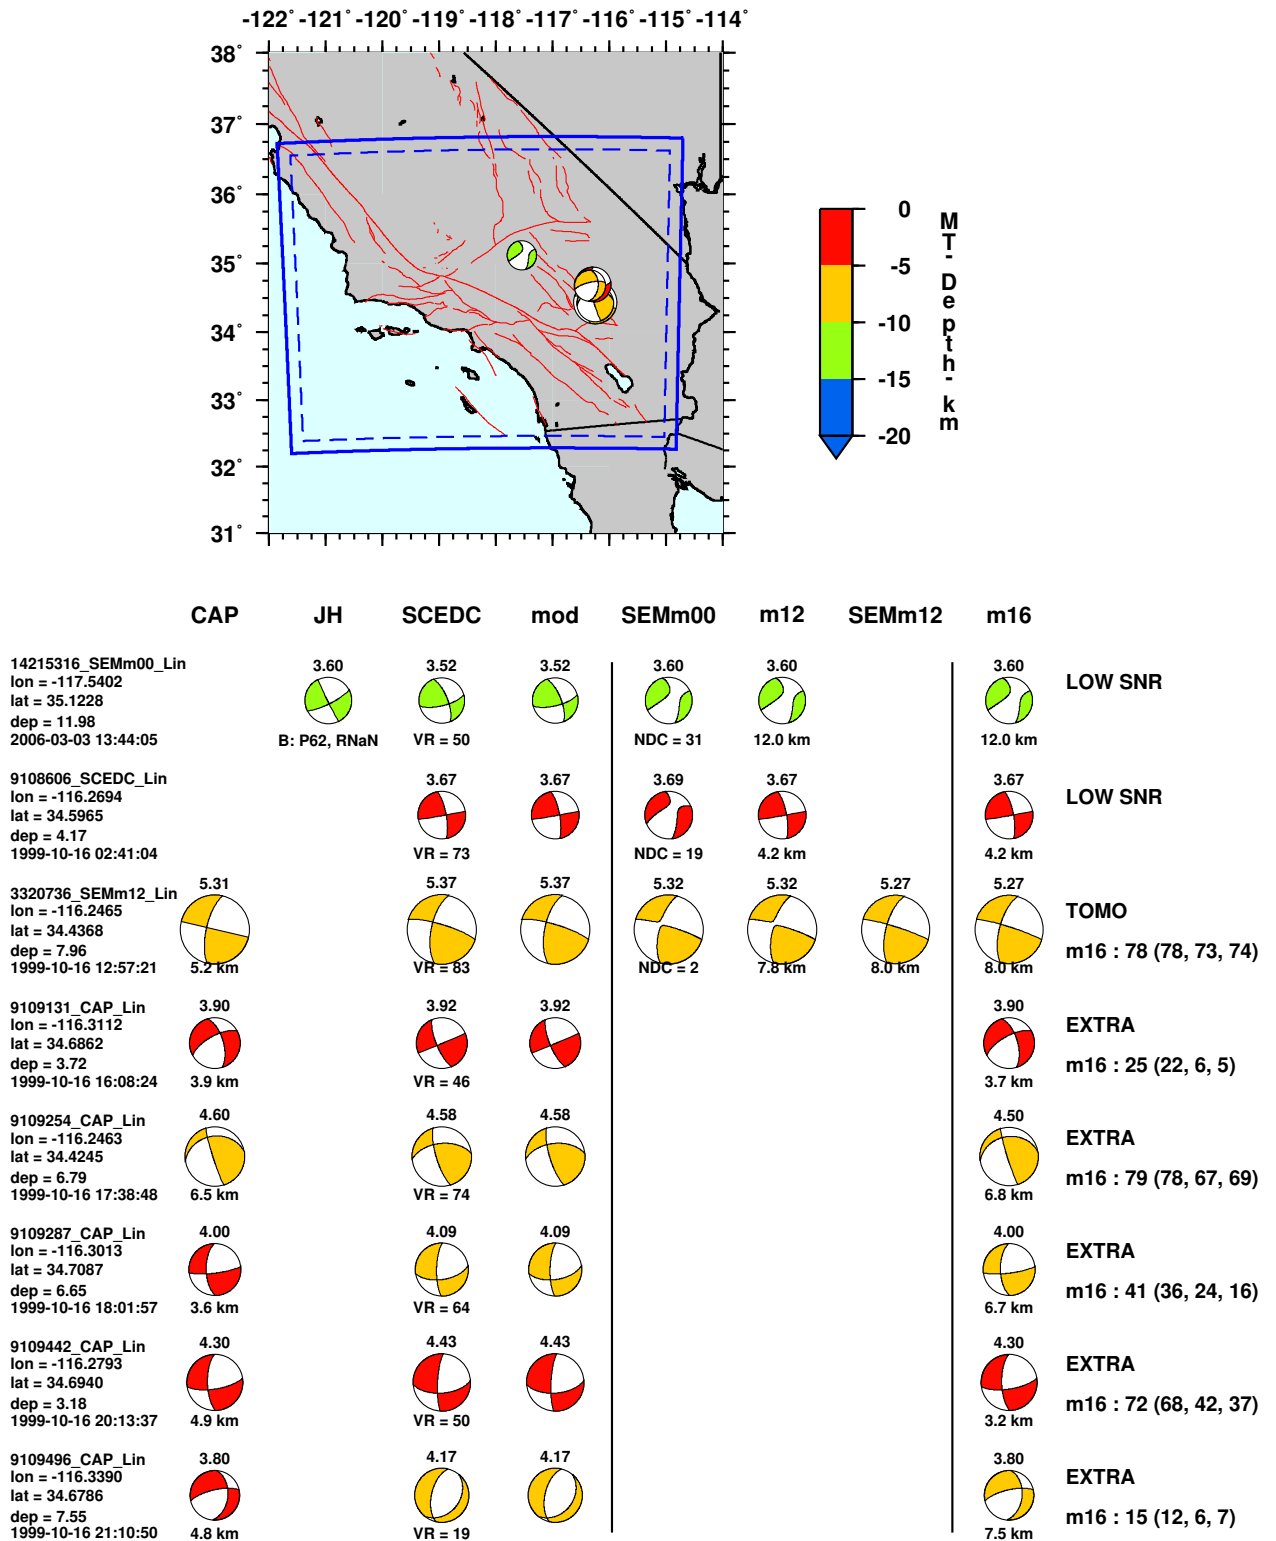 -122° -121° -120° -119° -118° -117° -116° -115° -114°
38°
37°
36°
35°
34°
33°
32°
31°
0
-5
-10
-15
-20
MT-Depth-km
CAP JH SCEDC mod SEMm00 m12 SEMm12 m16
14215316_SEMm00_Lin
lon = -117.5402
lat = 35.1228
dep = 11.98
2006-03-03 13:44:05
3.60 3.52 3.52 3.60 3.60 3.60
B: P62, RNaN VR = 50 NDC = 31 12.0 km 12.0 km
LOW SNR
9108606_SCEDC_Lin
lon = -116.2694
lat = 34.5965
dep = 4.17
1999-10-16 02:41:04
3.67 3.67 3.69 3.67 3.67
VR = 73 NDC = 19 4.2 km 4.2 km
LOW SNR
3320736_SEMm12_Lin
lon = -116.2465
lat = 34.4368
dep = 7.96
1999-10-16 12:57:21
5.31 5.37 5.37 5.32 5.32 5.27 5.27
5.2 km VR = 83 NDC = 2 7.8 km 8.0 km 8.0 km
TOMO
m16 : 78 (78, 73, 74)
9109131_CAP_Lin
lon = -116.3112
lat = 34.6862
dep = 3.72
1999-10-16 16:08:24
3.90 3.92 3.92 3.90
3.9 km VR = 46 3.7 km
EXTRA
m16 : 25 (22, 6, 5)
9109254_CAP_Lin
lon = -116.2463
lat = 34.4245
dep = 6.79
1999-10-16 17:38:48
4.60 4.58 4.58 4.50
6.5 km VR = 74 6.8 km
EXTRA
m16 : 79 (78, 67, 69)
9109287_CAP_Lin
lon = -116.3013
lat = 34.7087
dep = 6.65
1999-10-16 18:01:57
4.00 4.09 4.09 4.00
3.6 km VR = 64 6.7 km
EXTRA
m16 : 41 (36, 24, 16)
9109442_CAP_Lin
lon = -116.2793
lat = 34.6940
dep = 3.18
1999-10-16 20:13:37
4.30 4.43 4.43 4.30
4.9 km VR = 50 3.2 km
EXTRA
m16 : 72 (68, 42, 37)
9109496_CAP_Lin
lon = -116.3390
lat = 34.6786
dep = 7.55
1999-10-16 21:10:50
3.80 4.17 4.17 3.80
4.8 km VR = 19 7.5 km
EXTRA
m16 : 15 (12, 6, 7)